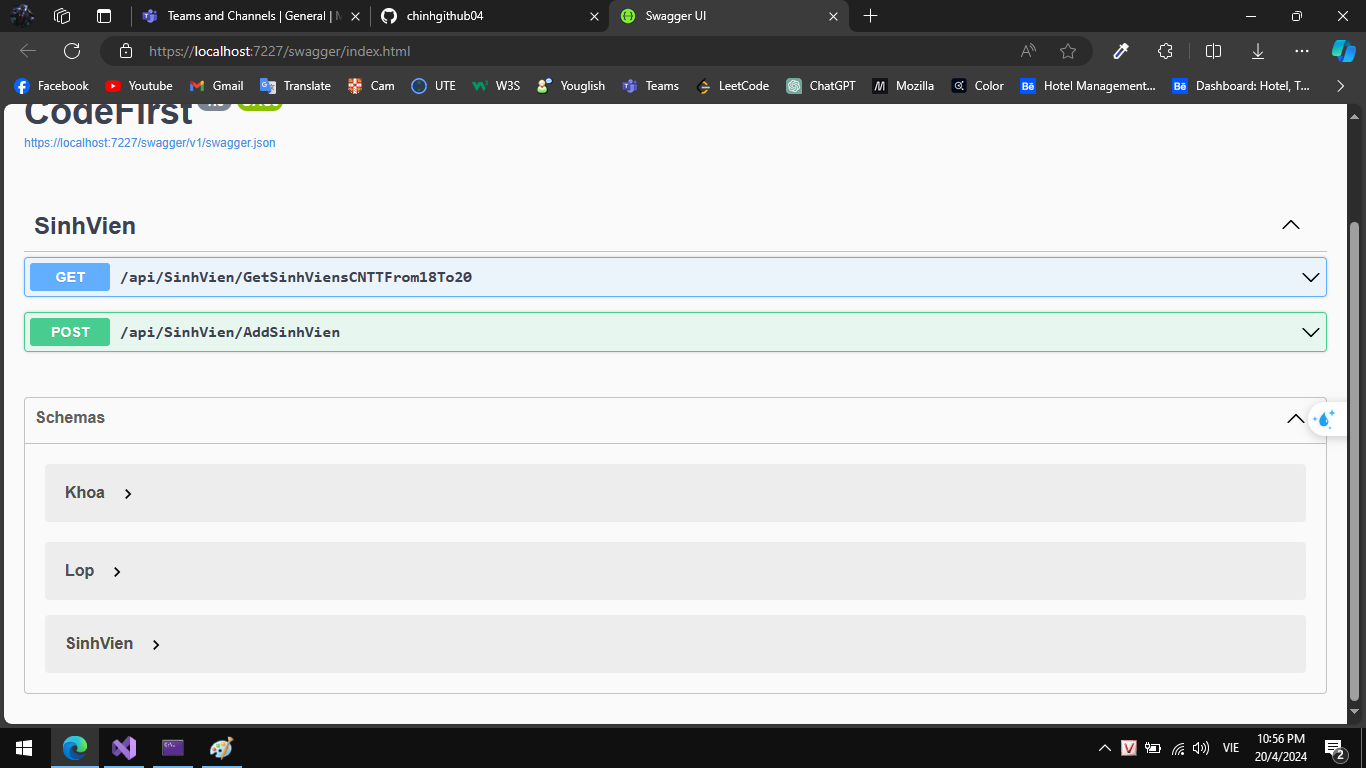 Teams and Channels | General | M
chinhgithub04
Swagger UI
https://localhost:7227/swagger/index.html
Facebook Youtube Gmail Translate Cam UTE W3S Youglish Teams LeetCode ChatGPT Mozilla Color Hotel Management... Dashboard: Hotel, T...
CodeFirst
https://localhost:7227/swagger/v1/swagger.json
SinhVien
GET /api/SinhVien/GetSinhViensCNTTFrom18To20
POST /api/SinhVien/AddSinhVien
Schemas
Khoa
Lop
SinhVien
VIE
10:56 PM
20/4/2024
2